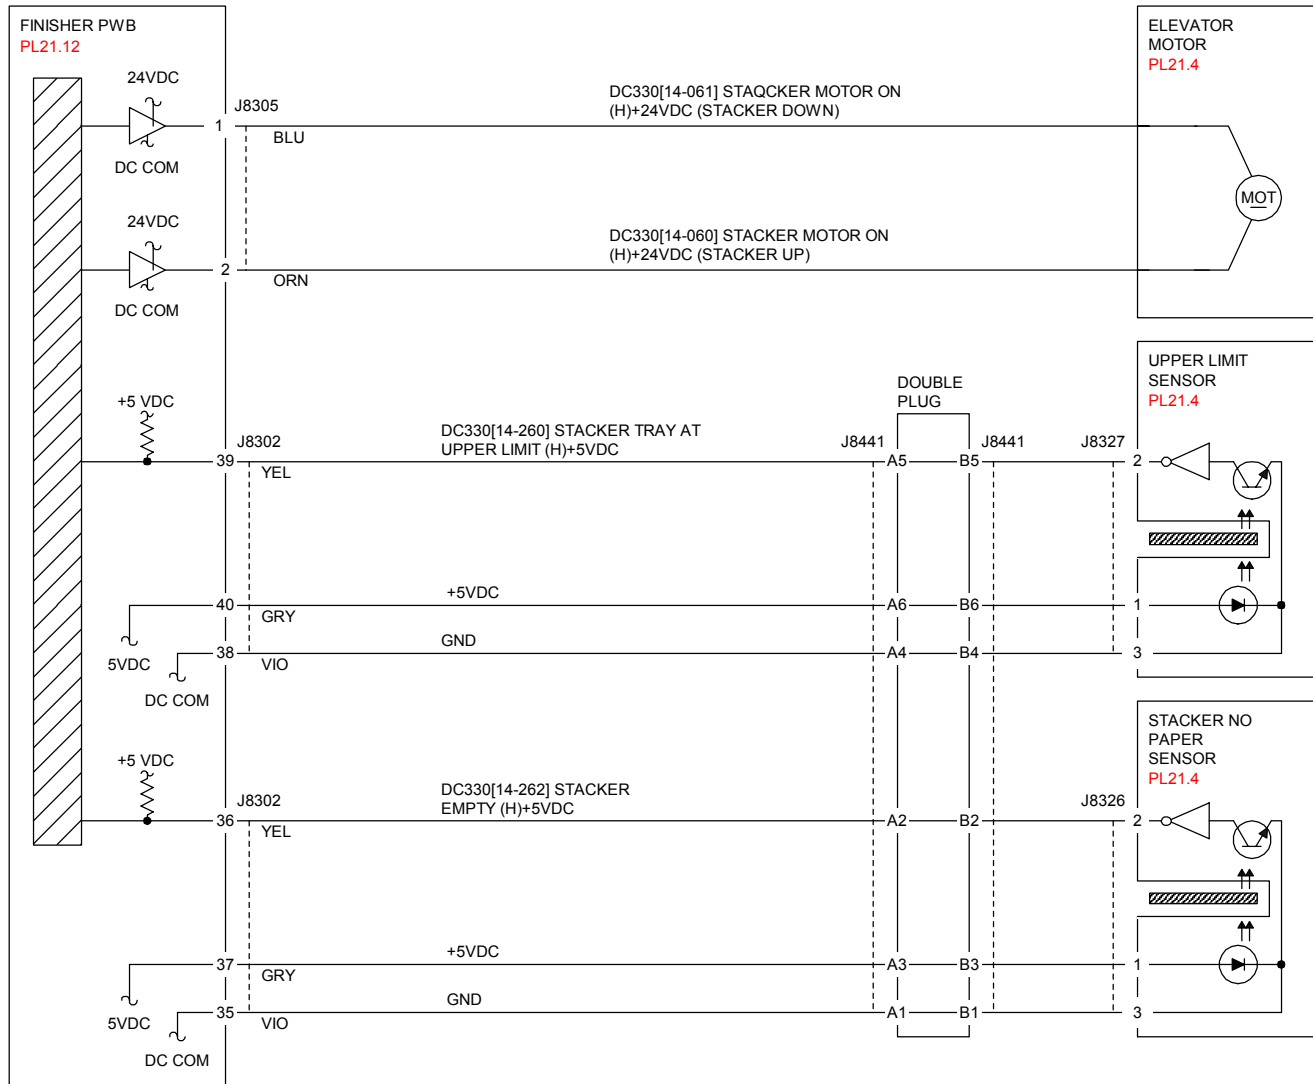 FINISHER PWB
PL21.12
24VDC
DC COM
J8305
1
BLU
DC330[14-061] STAQCKER MOTOR ON
(H)+24VDC (STACKER DOWN)
ELEVATOR
MOTOR
PL21.4
MOT
24VDC
DC COM
2
ORN
DC330[14-060] STACKER MOTOR ON
(H)+24VDC (STACKER UP)
+5 VDC
J8302
39
YEL
DC330[14-260] STACKER TRAY AT
UPPER LIMIT (H)+5VDC
DOUBLE
PLUG
J8441
A5
B5
J8441
J8327
2
UPPER LIMIT
SENSOR
PL21.4
40
GRY
+5VDC
A6
B6
1
5VDC
38
VIO
GND
A4
B4
3
DC COM
+5 VDC
J8302
36
YEL
DC330[14-262] STACKER
EMPTY (H)+5VDC
A2
B2
J8326
2
STACKER NO
PAPER
SENSOR
PL21.4
37
GRY
+5VDC
A3
B3
1
5VDC
35
VIO
GND
A1
B1
3
DC COM